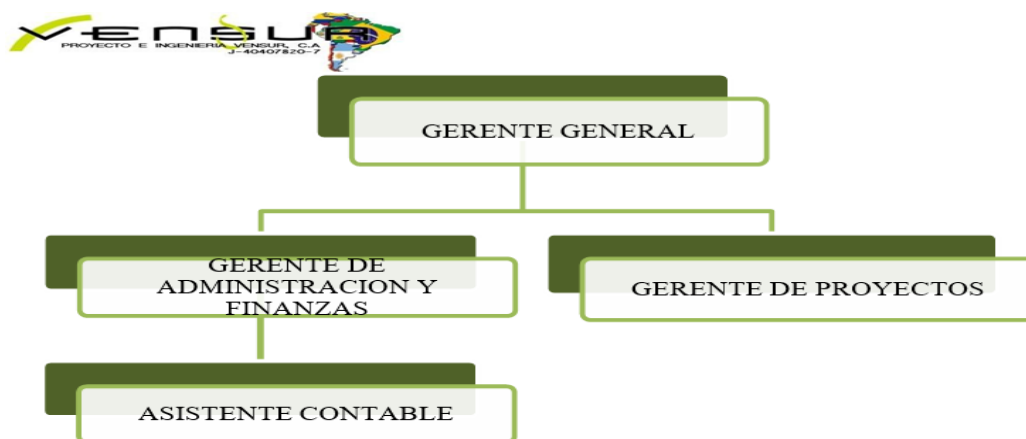 VENSUR
PROYECTO E INGENIERIA VENSUR, C.A
J-40407820-7
GERENTE GENERAL
GERENTE DE
ADMINISTRACION Y
FINANZAS
GERENTE DE PROYECTOS
ASISTENTE CONTABLE